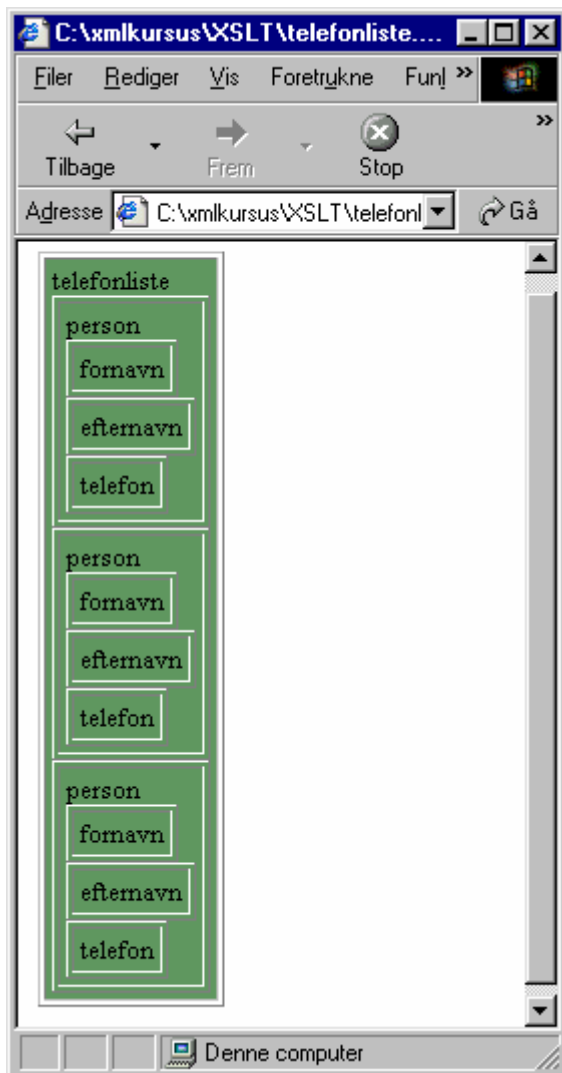 C:\xmlkursus\XSLT\telefonliste....
Filer Rediger Vis Foretrukne Funl »
»
Tilbage Frem Stop
Adresse C:\xmlkursus\XSLT\telefonl Gå
telefonliste
person
fornavn
efternavn
telefon
person
fornavn
efternavn
telefon
person
fornavn
efternavn
telefon
Denne computer